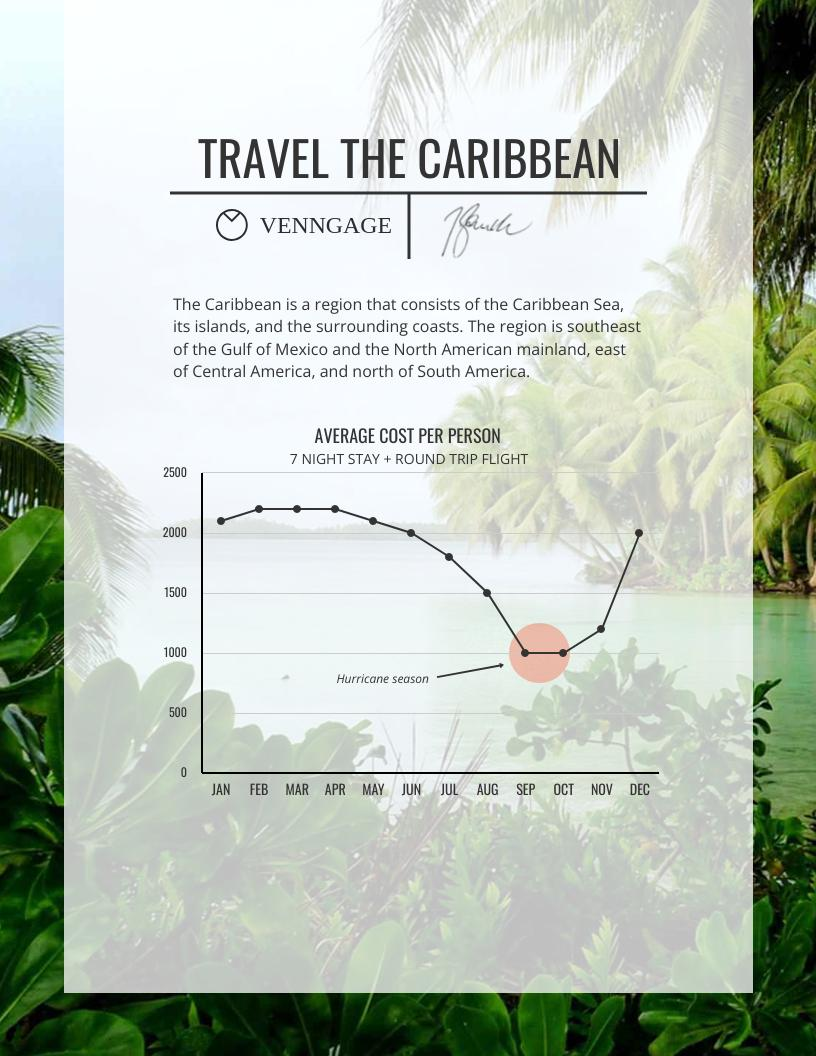 TRAVEL THE CARIBBEAN
VENNGAGE
The Caribbean is a region that consists of the Caribbean Sea,
its islands, and the surrounding coasts. The region is southeast
of the Gulf of Mexico and the North American mainland, east
of Central America, and north of South America.
AVERAGE COST PER PERSON
7 NIGHT STAY + ROUND TRIP FLIGHT
2500
2000
1500
1000
500
0
Hurricane season
JAN FEB MAR APR MAY JUN JUL AUG SEP OCT NOV DEC